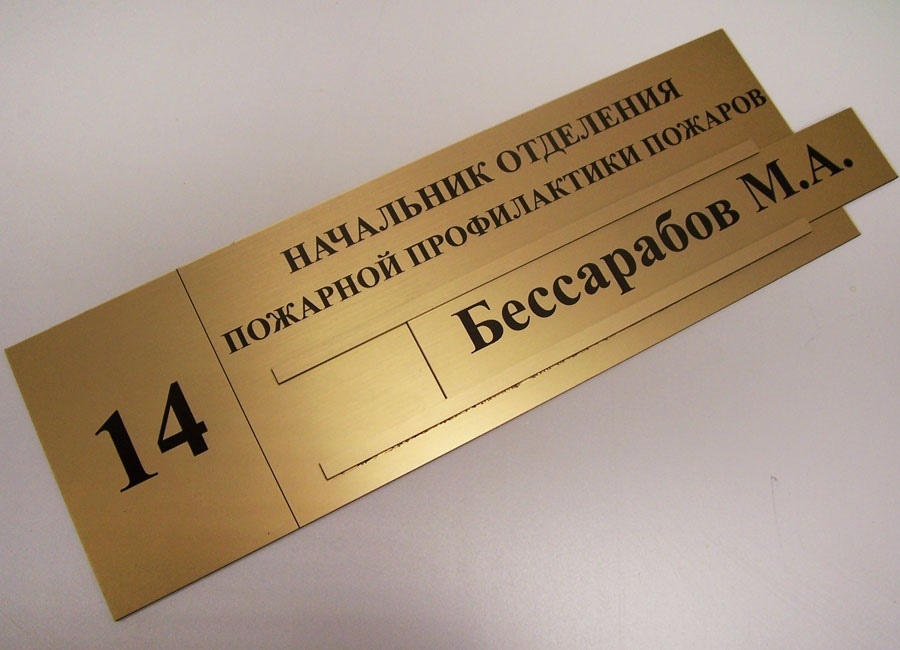 14
НАЧАЛЬНИК ОТДЕЛЕНИЯ
ПОЖАРНОЙ ПРОФИЛАКТИКИ ПОЖАРОВ
Бессарабов М.А.